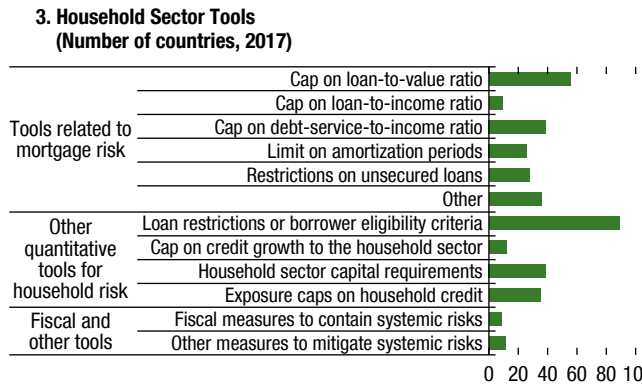 3. Household Sector Tools
(Number of countries, 2017)
Tools related to
mortgage risk
Cap on loan-to-value ratio
Cap on loan-to-income ratio
Cap on debt-service-to-income ratio
Limit on amortization periods
Restrictions on unsecured loans
Other
Other
quantitative
tools for
household risk
Loan restrictions or borrower eligibility criteria
Cap on credit growth to the household sector
Household sector capital requirements
Exposure caps on household credit
Fiscal and
other tools
Fiscal measures to contain systemic risks
Other measures to mitigate systemic risks
0 20 40 60 80 10